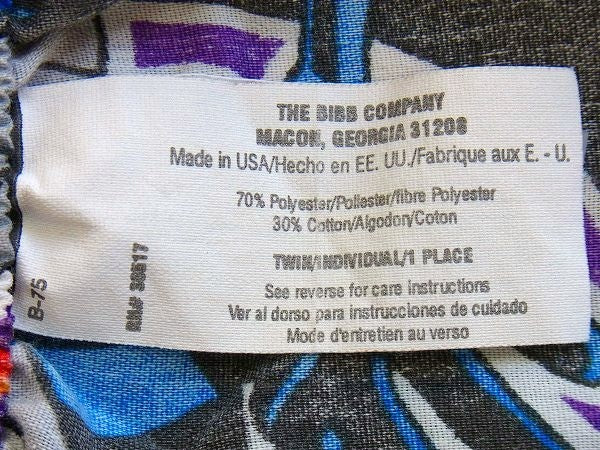 THE BIBB COMPANY
MACON, GEORGIA 31208
Made in USA/Hecho en EE. UU./Fabrique aux E. - U.
70% Polyester/Poliester/fibre Polyester
30% Cotton/Algodon/Coton
TWIN/INDIVIDUAL/1 PLACE
See reverse for care instructions
Ver al dorso para instrucciones de cuidado
Mode d'entretien au verso
B-75
RN#